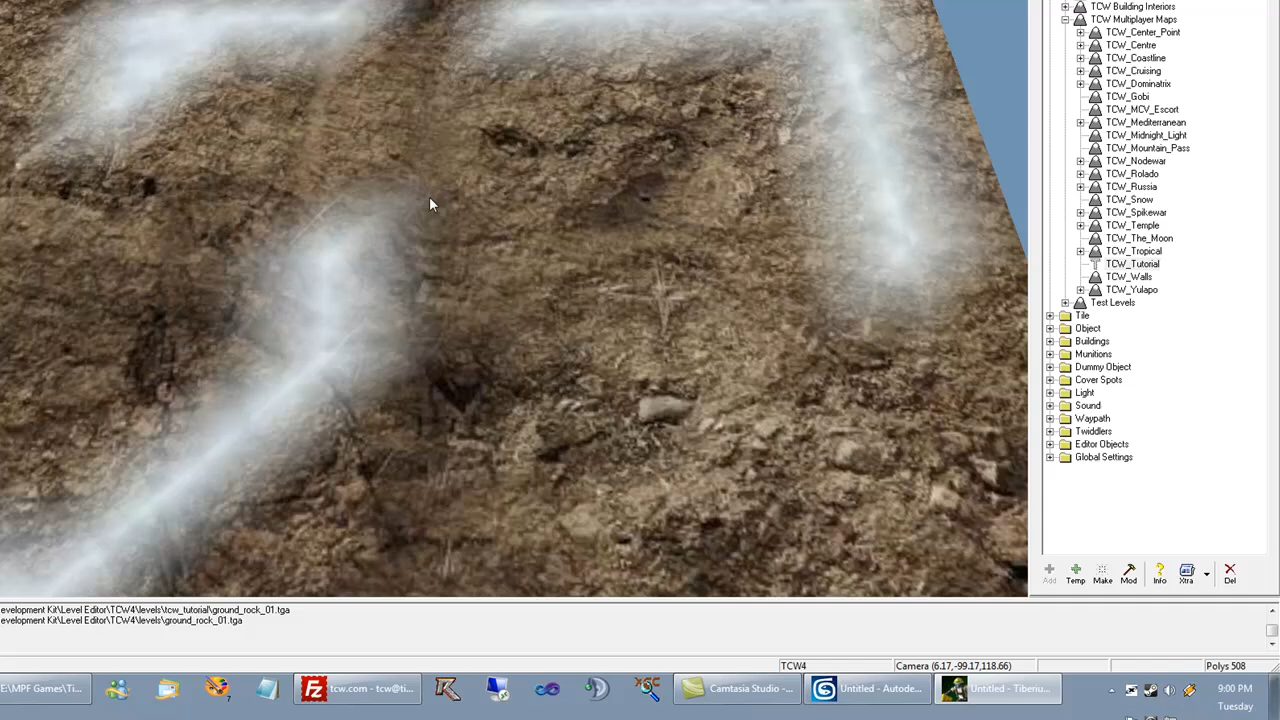 TCW Building Interiors
TCW Multiplayer Maps
TCW_Center_Point
TCW_Centre
TCW_Coastline
TCW_Cruising
TCW_Dominatrix
TCW_Gobi
TCW_MCV_Escort
TCW_Mediterranean
TCW_Midnight_Light
TCW_Mountain_Pass
TCW_Nodewar
TCW_Rolado
TCW_Russia
TCW_Snow
TCW_Spikewar
TCW_Temple
TCW_The_Moon
TCW_Tropical
TCW_Tutorial
TCW_Walls
TCW_Yulapo
Test Levels
Tile
Object
Buildings
Munitions
Dummy Object
Cover Spots
Light
Sound
Waypath
Twiddlers
Editor Objects
Global Settings
Add Temp Make Mod Info Xtra Del
evelopment Kit\Level Editor\TCW4\levels\tcw_tutorial\ground_rock_01.tga
evelopment Kit\Level Editor\TCW4\levels\ground_rock_01.tga
TCW4 Camera (6.17,-99.17,118.66) Polys 508
E:\MPF Games\Ti... tcw.com - tcw@ti... XSC Camtasia Studio -... Untitled - Autode... Untitled - Tibenu... 9:00 PM
Tuesday